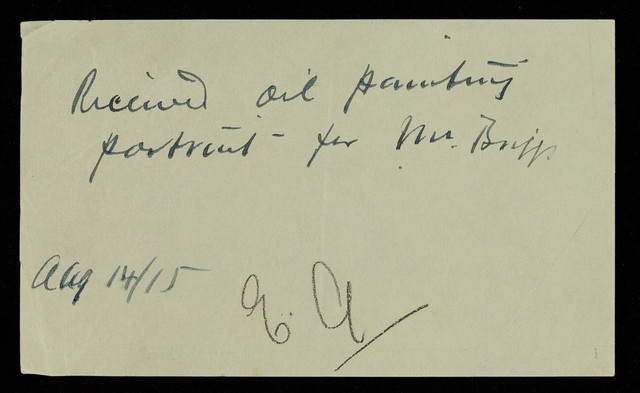 Received oil painting
portrait - for Mr. Briggs
Aug 14/15
E. A